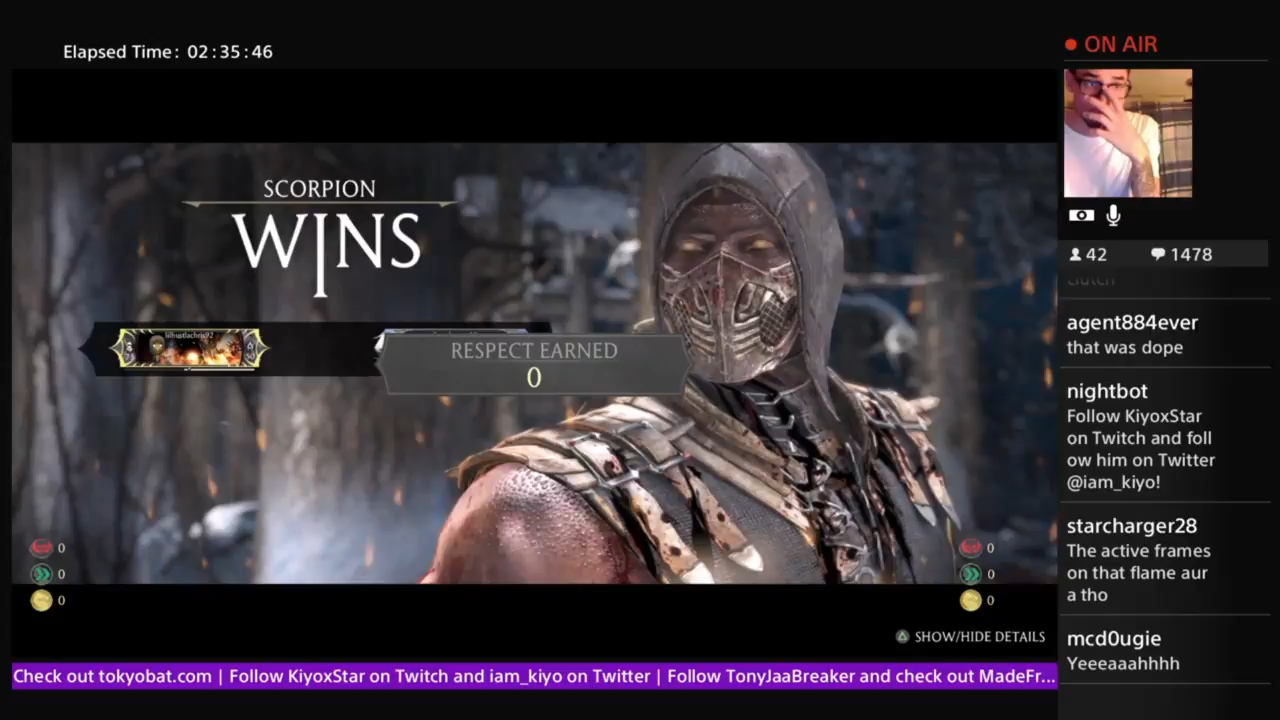 Elapsed Time: 02:35:46
ON AIR
SCORPION
WINS
lilhustlachris92
RESPECT EARNED
0
42
1478
clutch
agent884ever
that was dope
nightbot
Follow KiyoxStar
on Twitch and foll
ow him on Twitter
@iam_kiyo!
starcharger28
The active frames
on that flame aur
a tho
mcd0ugie
Yeeeaaahhhh
0
0
0
0
0
0
SHOW/HIDE DETAILS
Check out tokyobat.com | Follow KiyoxStar on Twitch and iam_kiyo on Twitter | Follow TonyJaaBreaker and check out MadeFr...